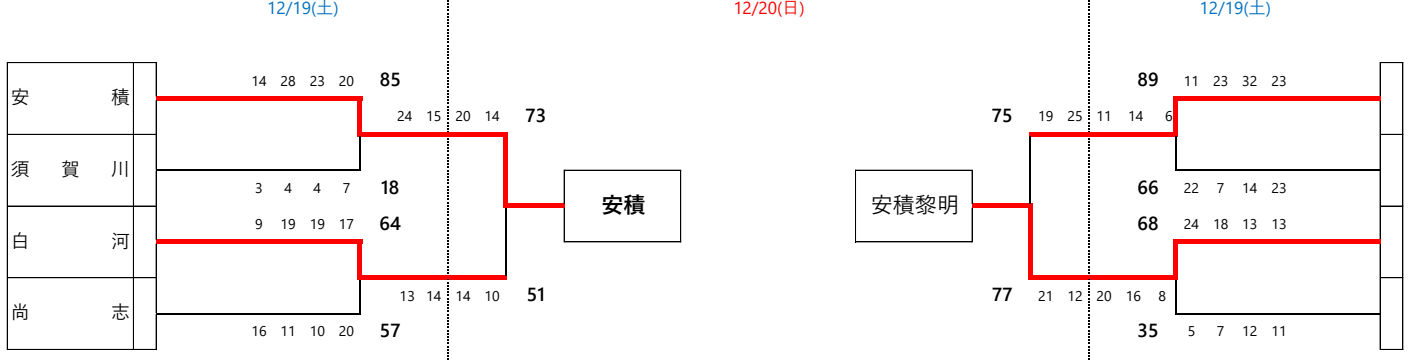 12/19(土) 12/20(日) 12/19(土)
14 28 23 20 85 89 11 23 32 23
安 積
24 15 20 14 73 75 19 25 11 14 6
須 賀 川
3 4 4 7 18 安積 安積黎明 66 22 7 14 23
9 19 19 17 64 68 24 18 13 13
白 河
13 14 14 10 51 77 21 12 20 16 8
尚 志
16 11 10 20 57 35 5 7 12 11